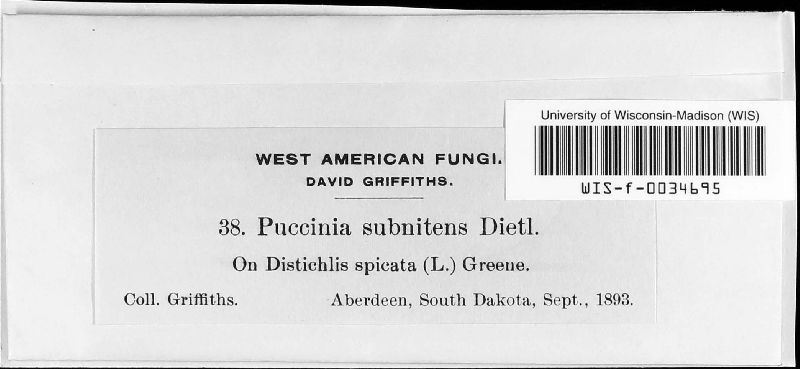 University of Wisconsin-Madison (WIS)
WIS-f-0034695
WEST AMERICAN FUNGI.
DAVID GRIFFITHS.
38. Puccinia subnitens Dietl.
On Distichlis spicata (L.) Greene.
Coll. Griffiths. Aberdeen, South Dakota, Sept., 1893.